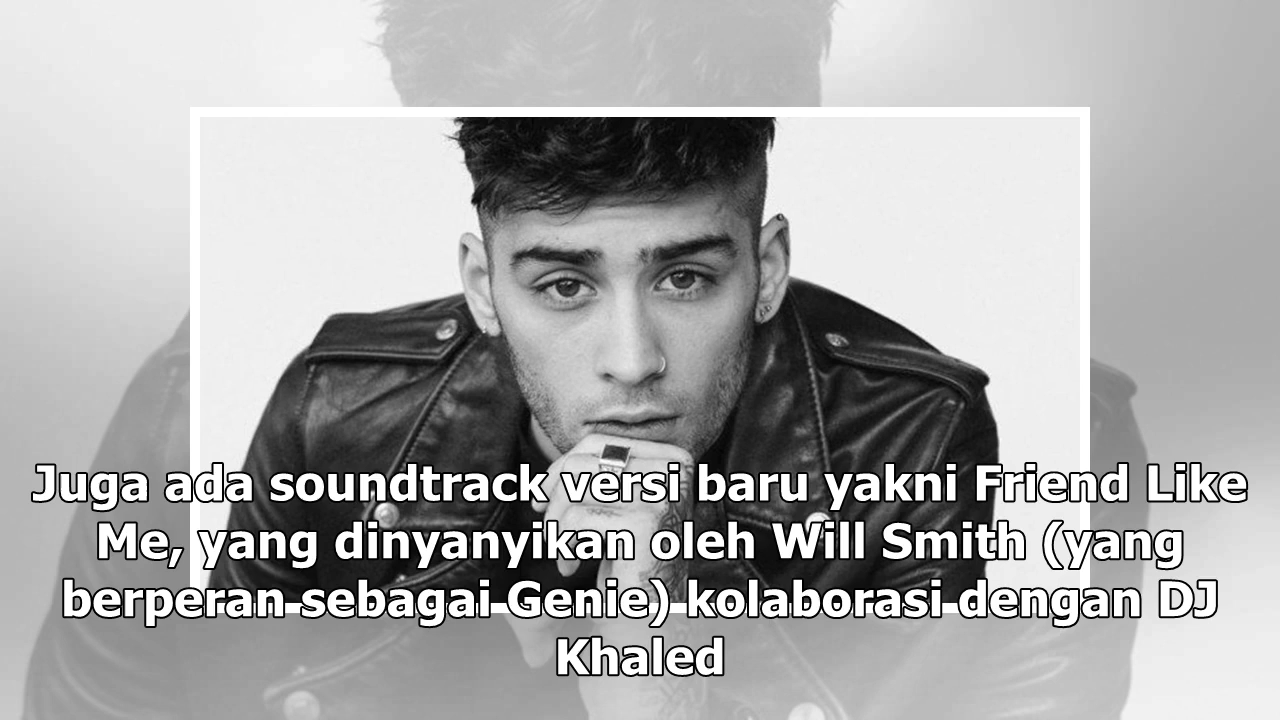 Juga ada soundtrack versi baru yakni Friend Like
Me, yang dinyanyikan oleh Will Smith (yang
berperan sebagai Genie) kolaborasi dengan DJ
Khaled